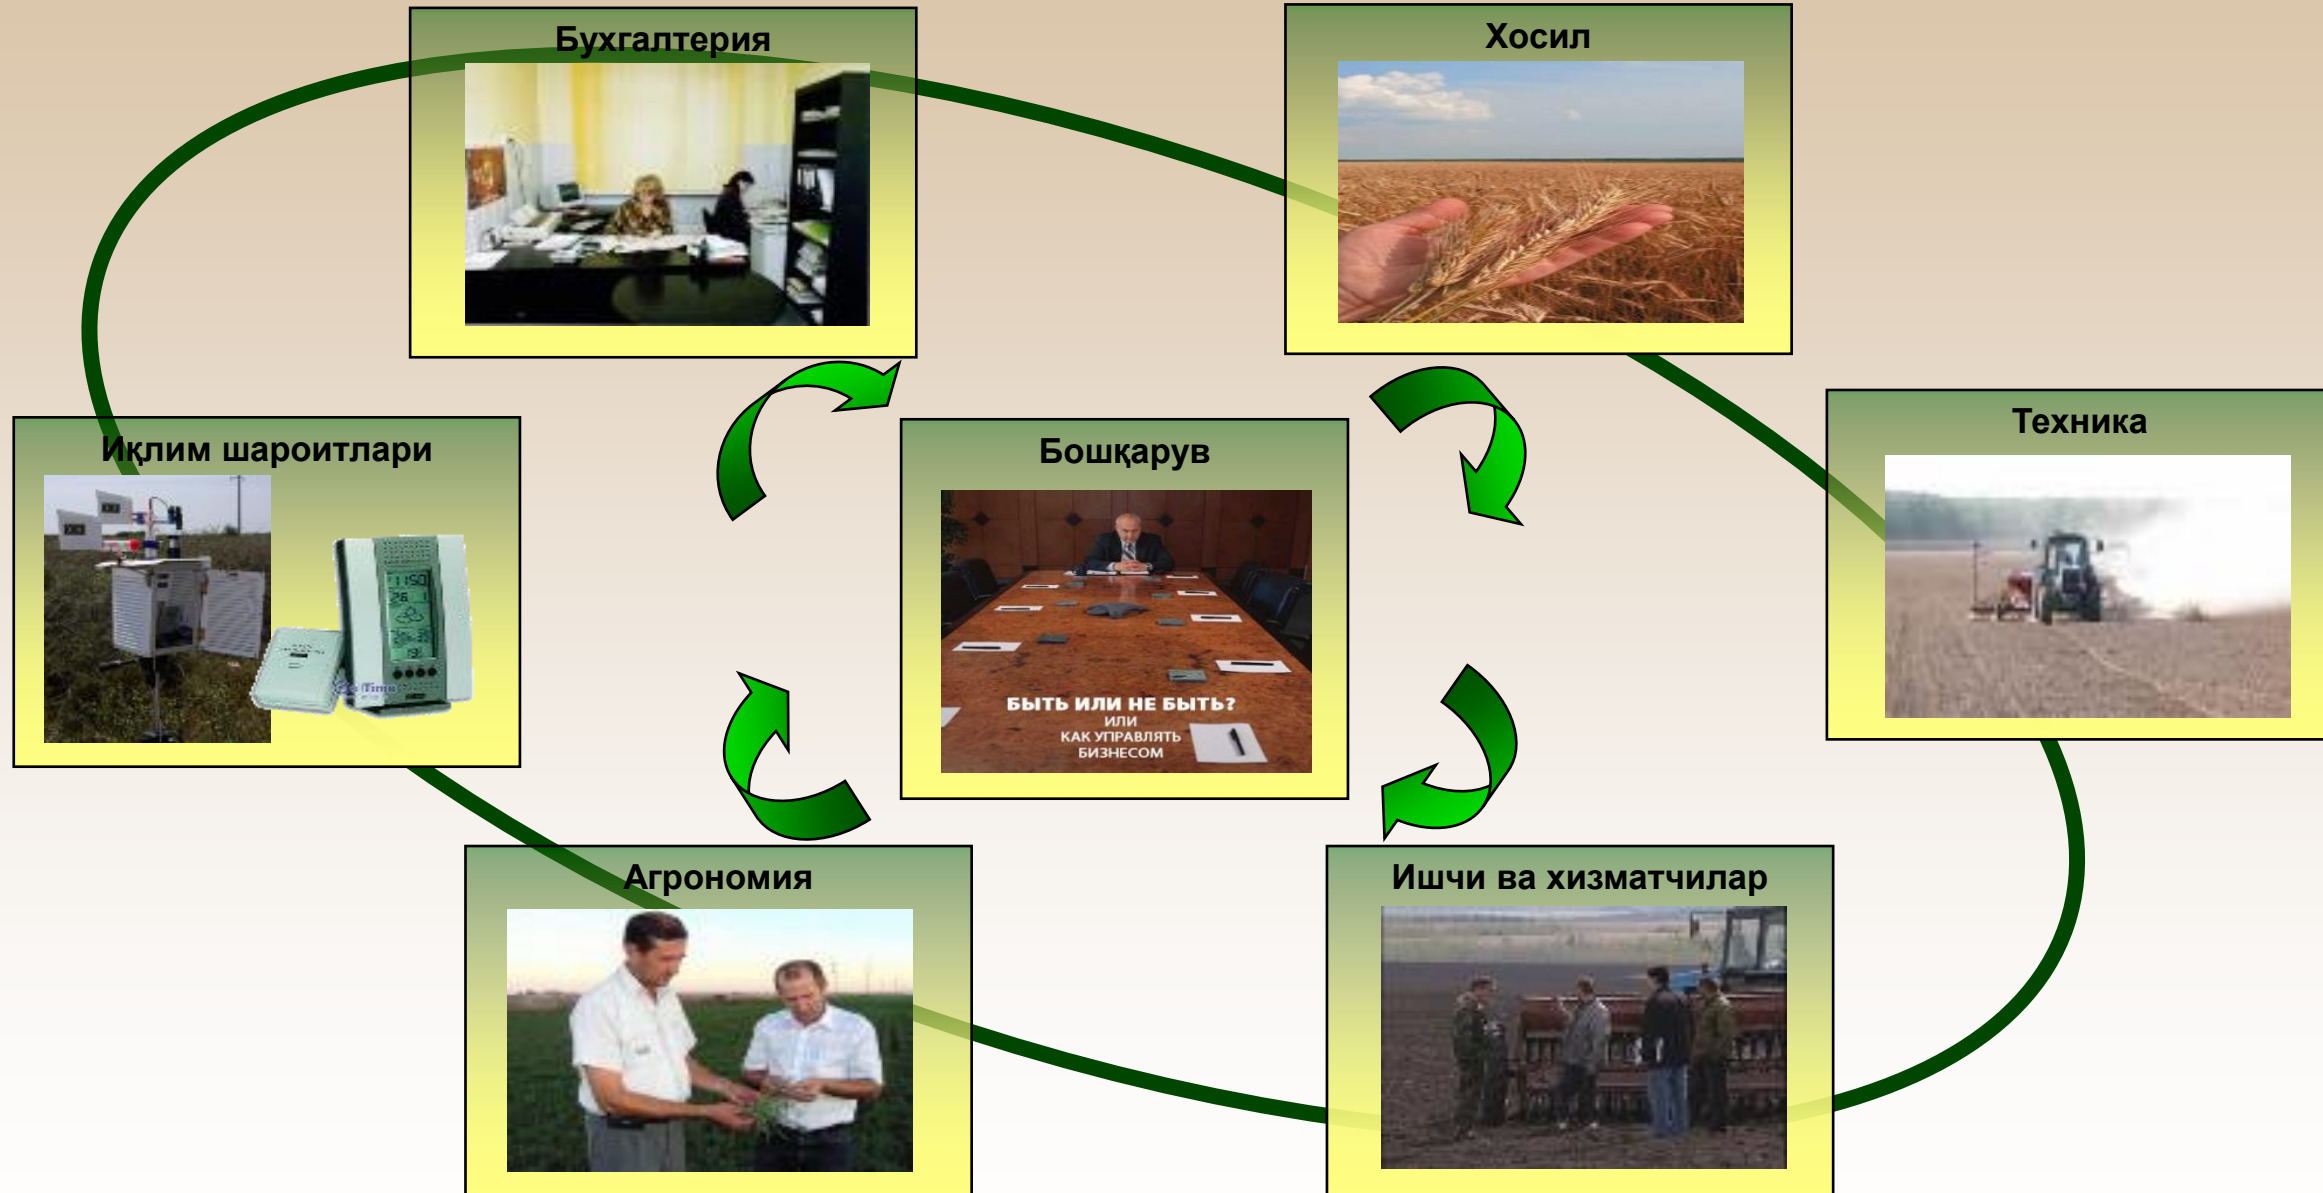 Бухгалтерия
Хосил
Иқлим шароитлари
Бошқарув
Техника
БЫТЬ ИЛИ НЕ БЫТЬ?
ИЛИ
КАК УПРАВЛЯТЬ
БИЗНЕСОМ
Агрономия
Ишчи ва хизматчилар